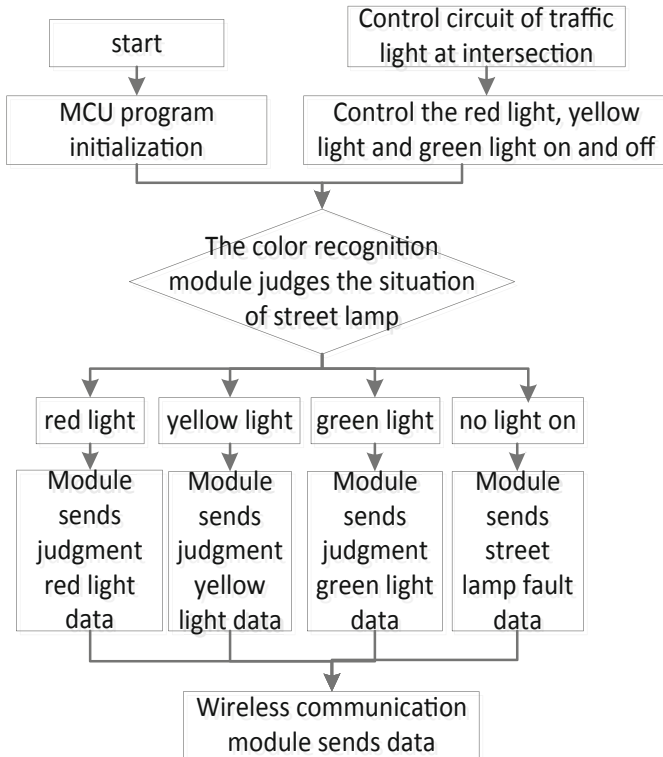 start
Control circuit of traffic
light at intersection
MCU program
initialization
Control the red light, yellow
light and green light on and off
The color recognition
module judges the situation
of street lamp
red light
yellow light
green light
no light on
Module
sends
judgment
red light
data
Module
sends
judgment
yellow
light data
Module
sends
judgment
green light
data
Module
sends
street
lamp fault
data
Wireless communication
module sends data